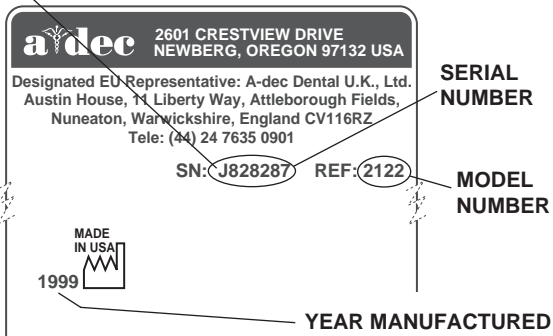 a dec 2601 CRESTVIEW DRIVE
NEWBERG, OREGON 97132 USA
Designated EU Representative: A-dec Dental U.K., Ltd.
Austin House, 11 Liberty Way, Attleborough Fields,
Nuneaton, Warwickshire, England CV116RZ
Tele: (44) 24 7635 0901
SERIAL
NUMBER
SN: J828287 REF: 2122
MODEL
NUMBER
MADE
IN USA
1999
YEAR MANUFACTURED